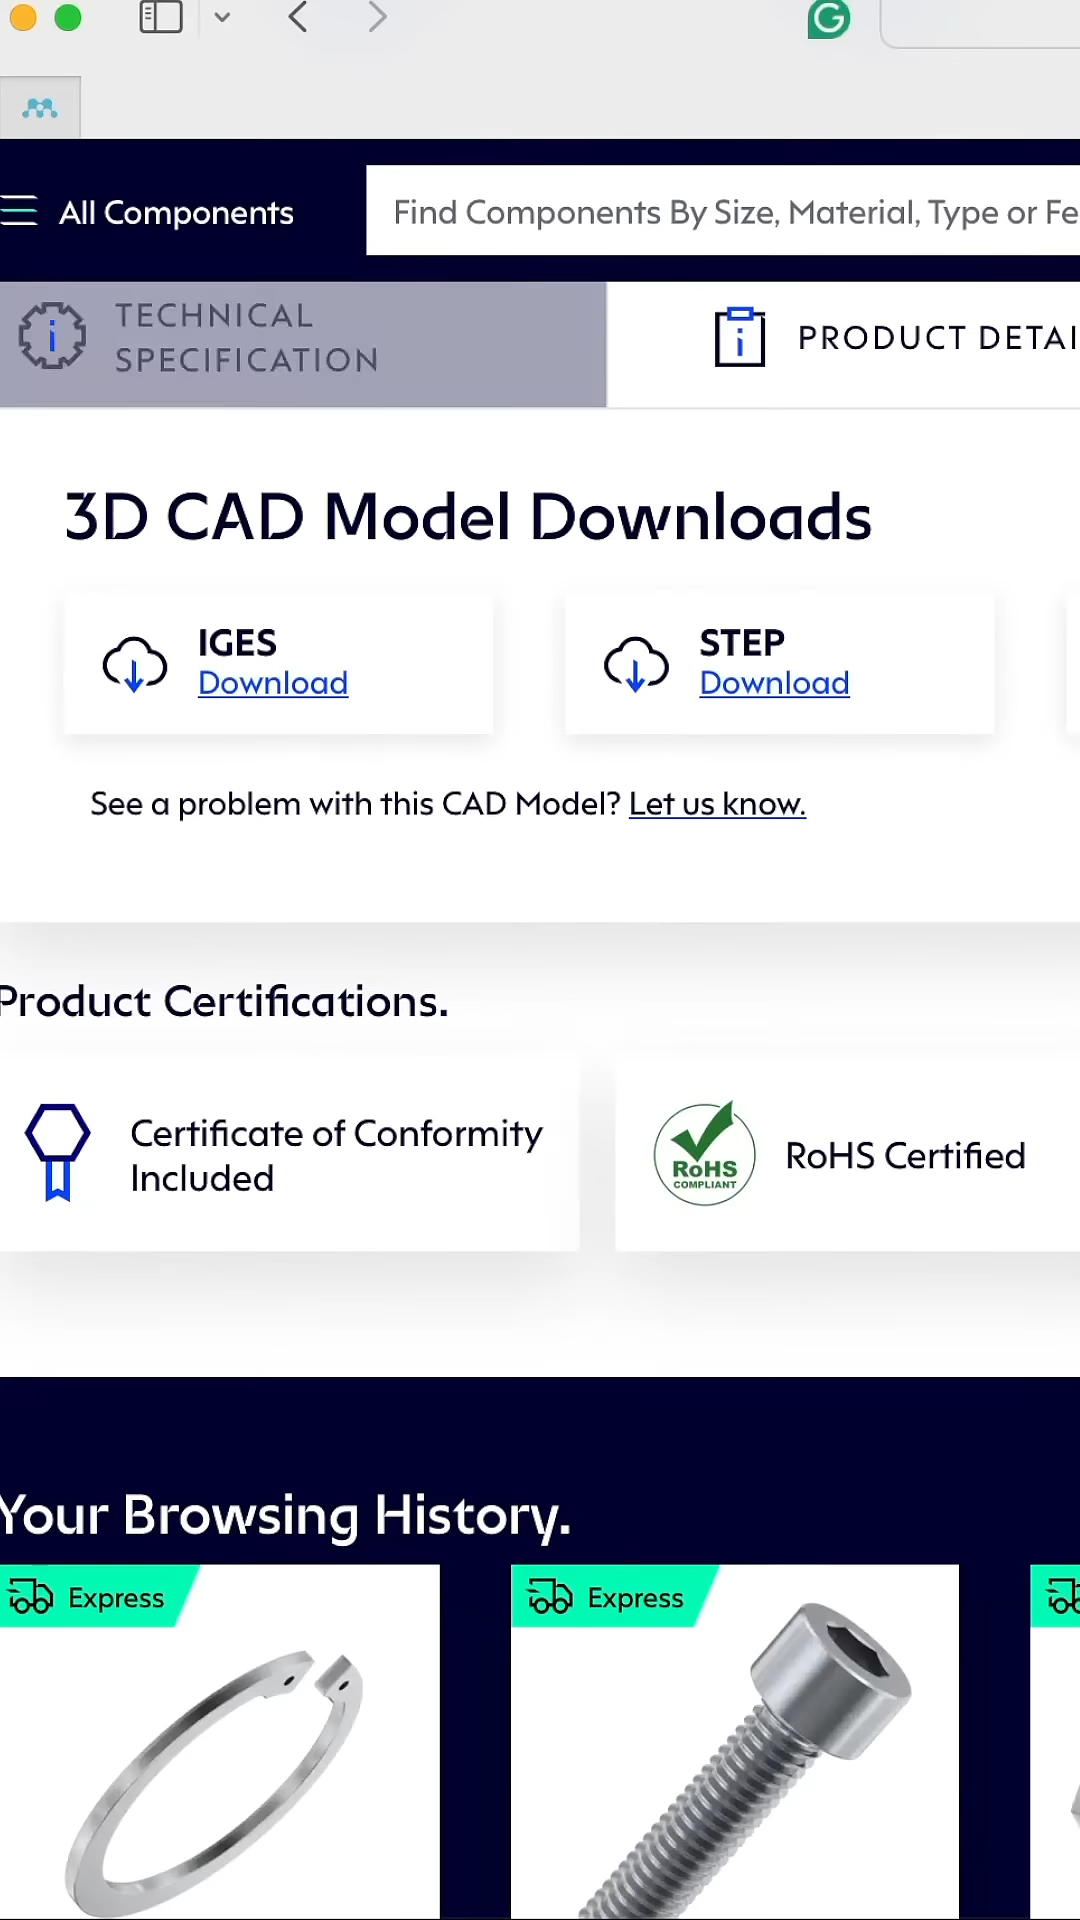 All Components
Find Components By Size, Material, Type or Fe
TECHNICAL
SPECIFICATION
PRODUCT DETAI
3D CAD Model Downloads
IGES
Download
STEP
Download
See a problem with this CAD Model? Let us know.
Product Certifications.
Certificate of Conformity
Included
RoHS
COMPLIANT
RoHS Certified
Your Browsing History.
Express
Express